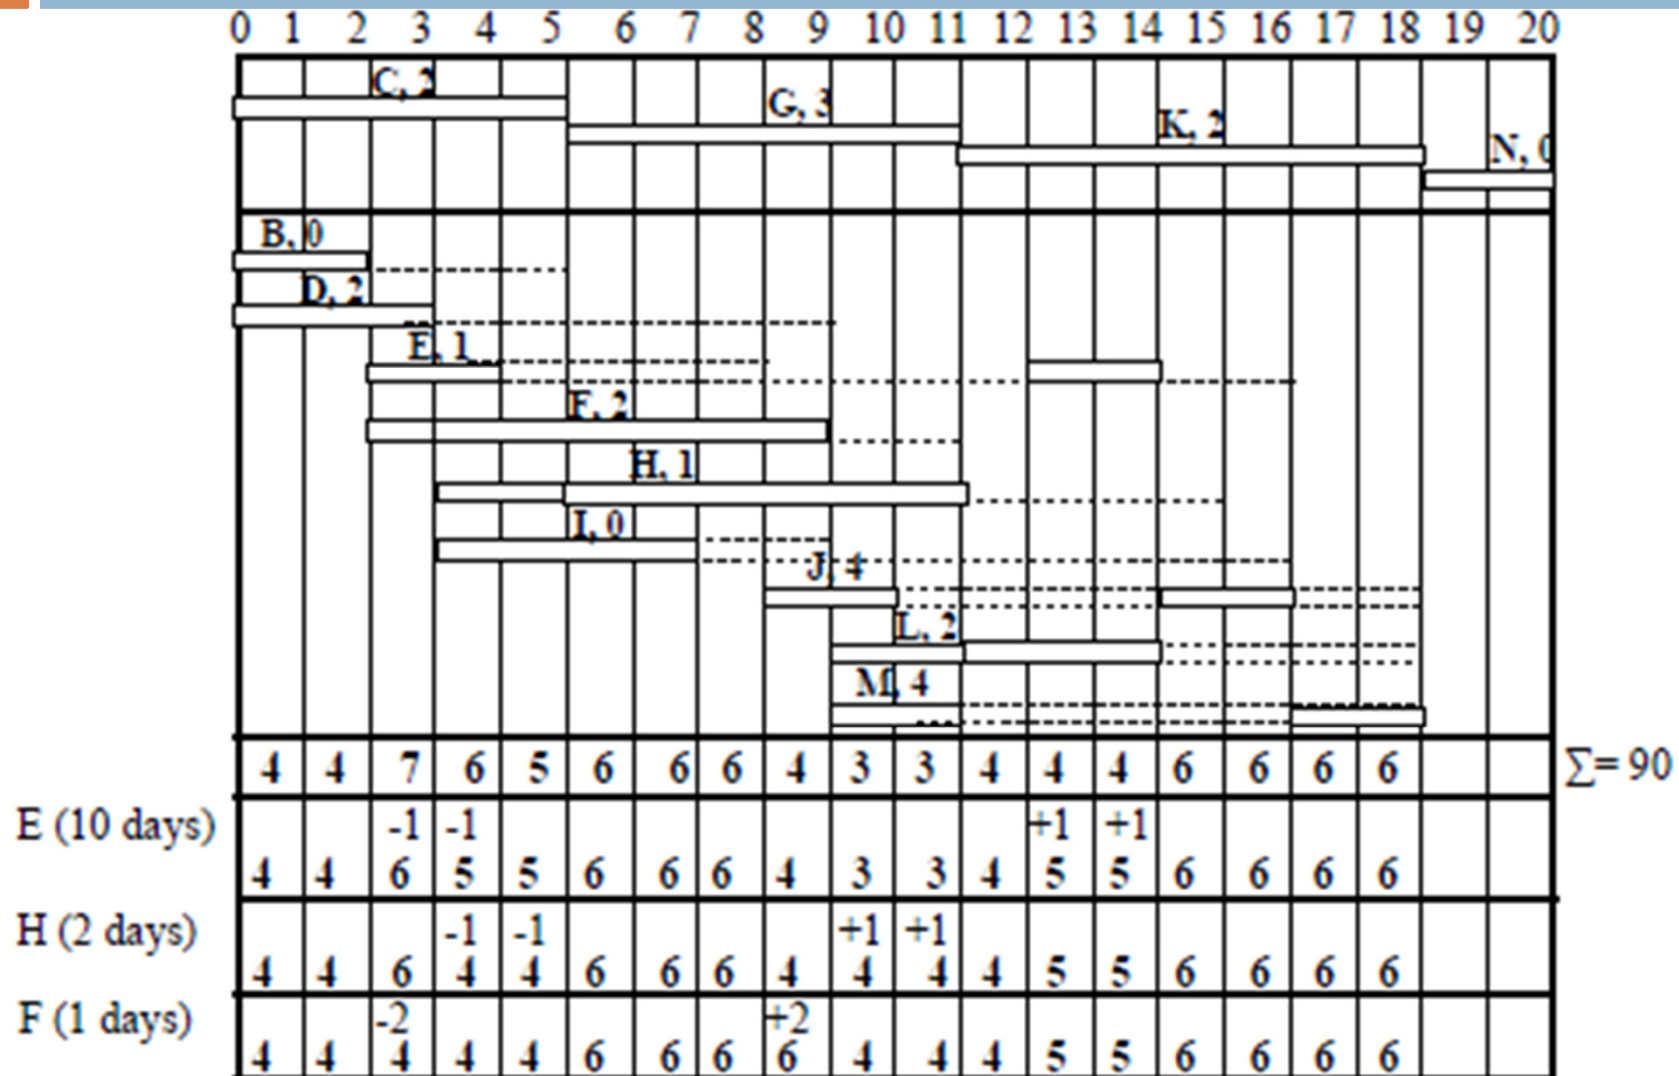 0 1 2 3 4 5 6 7 8 9 10 11 12 13 14 15 16 17 18 19 20
C, 2
G, 3
K, 2
N, 0
B, 0
D, 2
E, 1
F, 2
H, 1
I, 0
J, 4
L, 2
M, 4
4 4 7 6 5 6 6 6 4 3 3 4 4 4 6 6 6 6 ∑= 90
E (10 days) -1 -1 +1 +1
4 4 6 5 5 6 6 6 4 3 3 4 5 5 6 6 6 6
H (2 days) -1 -1 +1 +1
4 4 6 4 4 6 6 6 4 4 4 4 5 5 6 6 6 6
F (1 days) -2 +2
4 4 4 4 4 6 6 6 6 4 4 4 5 5 6 6 6 6